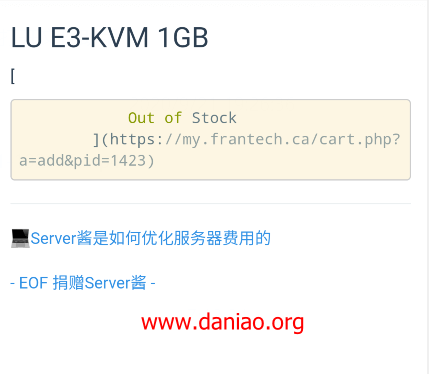 LU E3-KVM 1GB
[
Out of Stock
](https://my.frantech.ca/cart.php?
a=add&pid=1423)
Server酱是如何优化服务器费用的
- EOF 捐赠Server酱 -
www.daniao.org